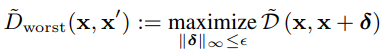 D̃_worst(x, x′) := maximize_{‖δ‖_∞≤ϵ} 𝒟̃ (x, x + δ)